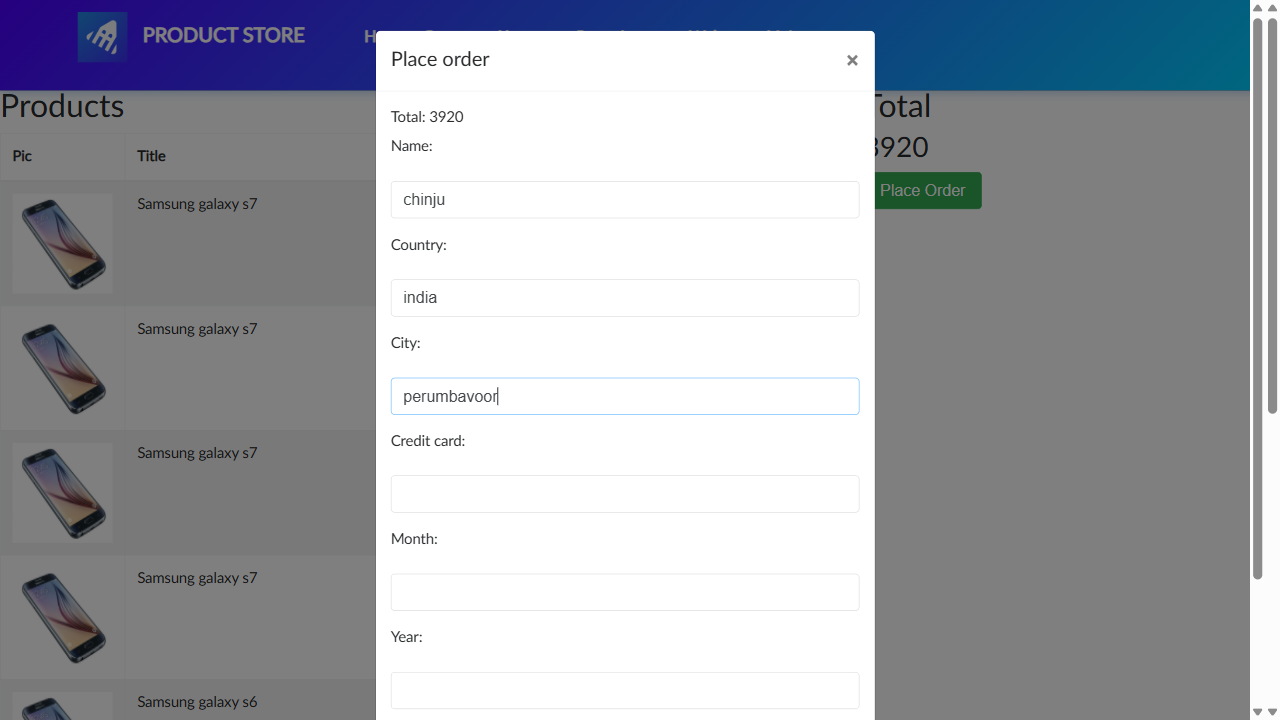 PRODUCT STORE
Place order
×
Total: 3920
Name:
chinju
Country:
india
City:
perumbavoor
Credit card:
Month:
Year:
Products
Pic Title
Samsung galaxy s7
Samsung galaxy s7
Samsung galaxy s7
Samsung galaxy s7
Samsung galaxy s6
Total
3920
Place Order